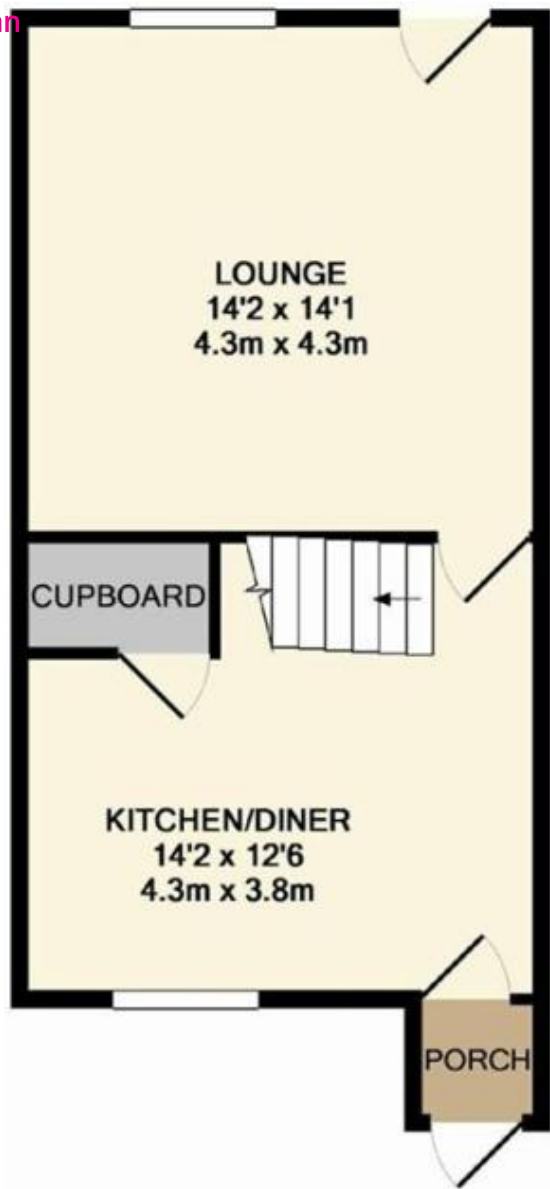 LOUNGE
14'2 x 14'1
4.3m x 4.3m
CUPBOARD
KITCHEN/DINER
14'2 x 12'6
4.3m x 3.8m
PORCH